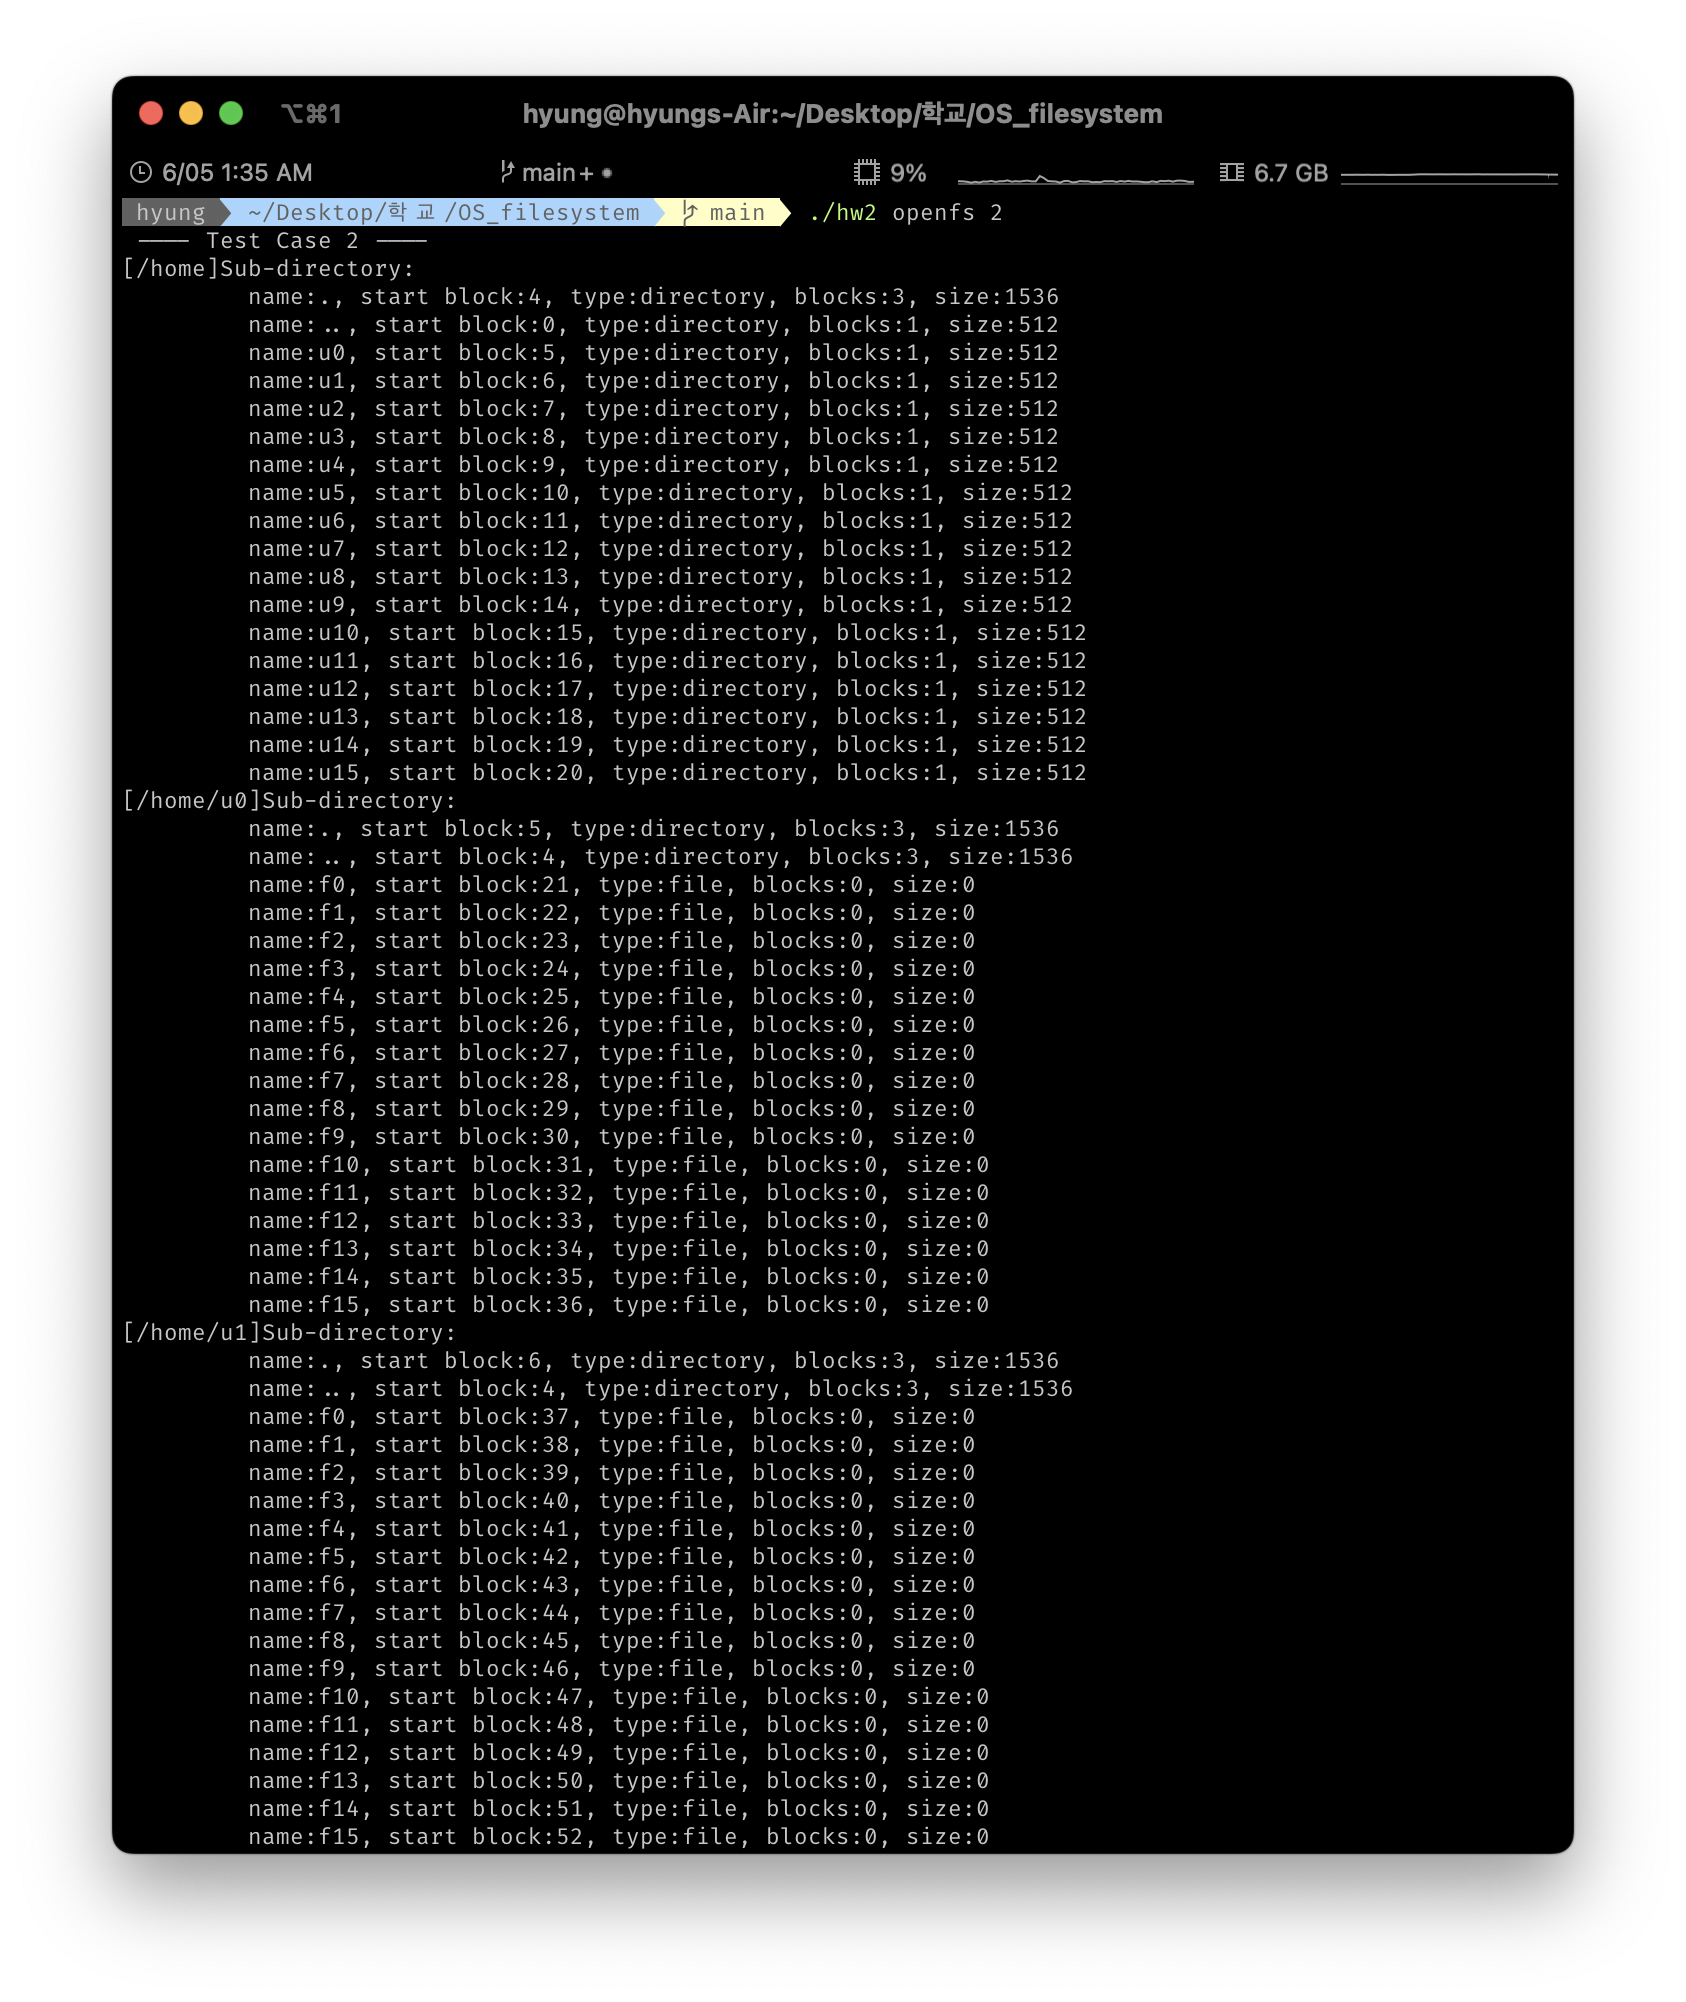 ⌥⌘1 hyung@hyungs-Air:~/Desktop/학교/OS_filesystem
6/05 1:35 AM main+ ● 9% 6.7 GB
hyung ~/Desktop/학교/OS_filesystem main ./hw2 openfs 2
---- Test Case 2 ----
[/home]Sub-directory:
name:., start block:4, type:directory, blocks:3, size:1536
name:.., start block:0, type:directory, blocks:1, size:512
name:u0, start block:5, type:directory, blocks:1, size:512
name:u1, start block:6, type:directory, blocks:1, size:512
name:u2, start block:7, type:directory, blocks:1, size:512
name:u3, start block:8, type:directory, blocks:1, size:512
name:u4, start block:9, type:directory, blocks:1, size:512
name:u5, start block:10, type:directory, blocks:1, size:512
name:u6, start block:11, type:directory, blocks:1, size:512
name:u7, start block:12, type:directory, blocks:1, size:512
name:u8, start block:13, type:directory, blocks:1, size:512
name:u9, start block:14, type:directory, blocks:1, size:512
name:u10, start block:15, type:directory, blocks:1, size:512
name:u11, start block:16, type:directory, blocks:1, size:512
name:u12, start block:17, type:directory, blocks:1, size:512
name:u13, start block:18, type:directory, blocks:1, size:512
name:u14, start block:19, type:directory, blocks:1, size:512
name:u15, start block:20, type:directory, blocks:1, size:512
[/home/u0]Sub-directory:
name:., start block:5, type:directory, blocks:3, size:1536
name:.., start block:4, type:directory, blocks:3, size:1536
name:f0, start block:21, type:file, blocks:0, size:0
name:f1, start block:22, type:file, blocks:0, size:0
name:f2, start block:23, type:file, blocks:0, size:0
name:f3, start block:24, type:file, blocks:0, size:0
name:f4, start block:25, type:file, blocks:0, size:0
name:f5, start block:26, type:file, blocks:0, size:0
name:f6, start block:27, type:file, blocks:0, size:0
name:f7, start block:28, type:file, blocks:0, size:0
name:f8, start block:29, type:file, blocks:0, size:0
name:f9, start block:30, type:file, blocks:0, size:0
name:f10, start block:31, type:file, blocks:0, size:0
name:f11, start block:32, type:file, blocks:0, size:0
name:f12, start block:33, type:file, blocks:0, size:0
name:f13, start block:34, type:file, blocks:0, size:0
name:f14, start block:35, type:file, blocks:0, size:0
name:f15, start block:36, type:file, blocks:0, size:0
[/home/u1]Sub-directory:
name:., start block:6, type:directory, blocks:3, size:1536
name:.., start block:4, type:directory, blocks:3, size:1536
name:f0, start block:37, type:file, blocks:0, size:0
name:f1, start block:38, type:file, blocks:0, size:0
name:f2, start block:39, type:file, blocks:0, size:0
name:f3, start block:40, type:file, blocks:0, size:0
name:f4, start block:41, type:file, blocks:0, size:0
name:f5, start block:42, type:file, blocks:0, size:0
name:f6, start block:43, type:file, blocks:0, size:0
name:f7, start block:44, type:file, blocks:0, size:0
name:f8, start block:45, type:file, blocks:0, size:0
name:f9, start block:46, type:file, blocks:0, size:0
name:f10, start block:47, type:file, blocks:0, size:0
name:f11, start block:48, type:file, blocks:0, size:0
name:f12, start block:49, type:file, blocks:0, size:0
name:f13, start block:50, type:file, blocks:0, size:0
name:f14, start block:51, type:file, blocks:0, size:0
name:f15, start block:52, type:file, blocks:0, size:0